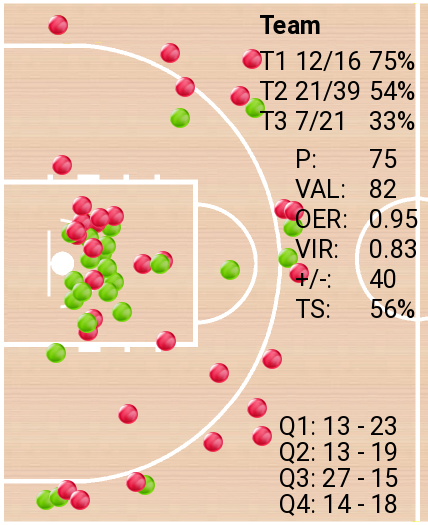 Team
T1 12/16 75%
T2 21/39 54%
T3 7/21 33%
P: 75
VAL: 82
OER: 0.95
VIR: 0.83
+/-: 40
TS: 56%
Q1: 13 - 23
Q2: 13 - 19
Q3: 27 - 15
Q4: 14 - 18